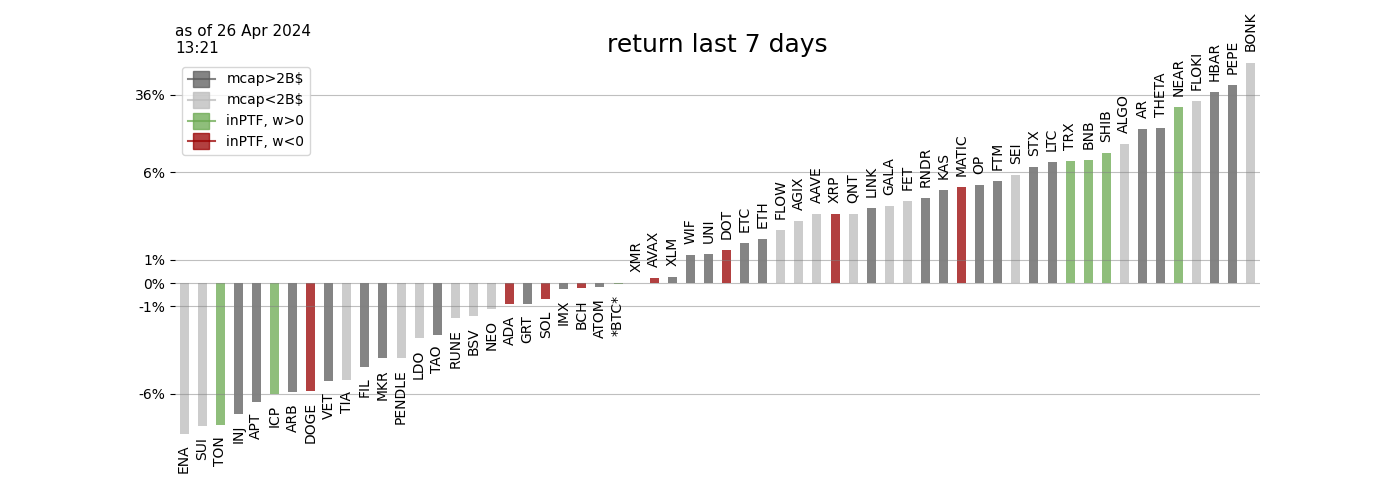 as of 26 Apr 2024
13:21
return last 7 days
mcap>2B$
mcap<2B$
inPTF, w>0
inPTF, w<0
36%
6%
1%
0%
-1%
-6%
ENA
SUI
TON
INJ
APT
ICP
ARB
DOGE
VET
TIA
FIL
MKR
PENDLE
LDO
TAO
RUNE
BSV
NEO
ADA
GRT
SOL
IMX
BCH
ATOM
*BTC*
XMR
AVAX
XLM
WIF
UNI
DOT
ETC
ETH
FLOW
AGIX
AAVE
XRP
QNT
LINK
GALA
FET
RNDR
KAS
MATIC
OP
FTM
SEI
STX
LTC
TRX
BNB
SHIB
ALGO
AR
THETA
NEAR
FLOKI
HBAR
PEPE
BONK